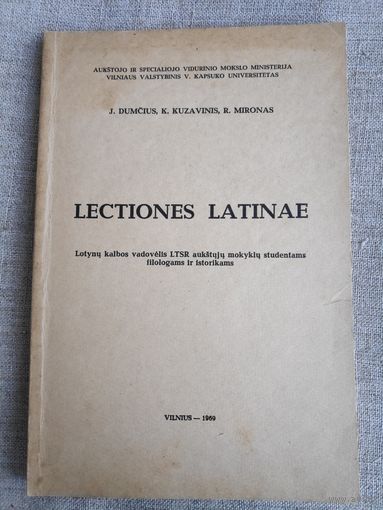 AUKŠTOJO IR SPECIALIOJO VIDURINIO MOKSLO MINISTERIJA
VILNIAUS VALSTYBINIS V. KAPSUKO UNIVERSITETAS
J. DUMČIUS, K. KUZAVINIS, R. MIRONAS
LECTIONES LATINAE
Lotynų kalbos vadovėlis LTSR aukštųjų mokyklų studentams
filologams ir istorikams
VILNIUS — 1969